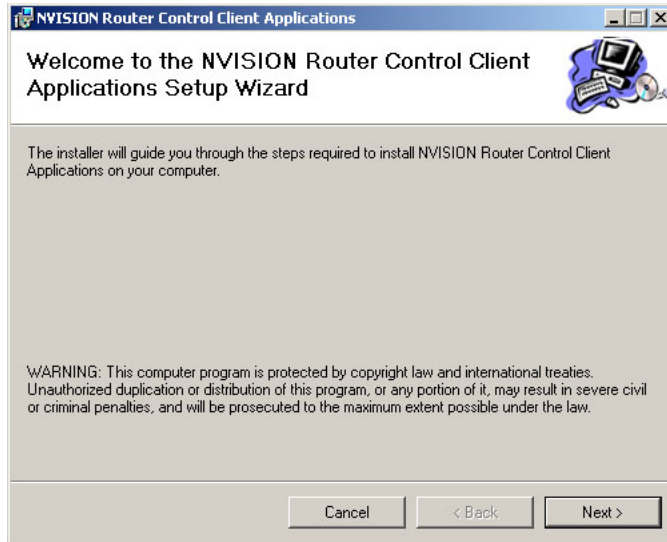 NVISION Router Control Client Applications
Welcome to the NVISION Router Control Client
Applications Setup Wizard
The installer will guide you through the steps required to install NVISION Router Control Client
Applications on your computer.
WARNING: This computer program is protected by copyright law and international treaties.
Unauthorized duplication or distribution of this program, or any portion of it, may result in severe civil
or criminal penalties, and will be prosecuted to the maximum extent possible under the law.
Cancel
< Back
Next >